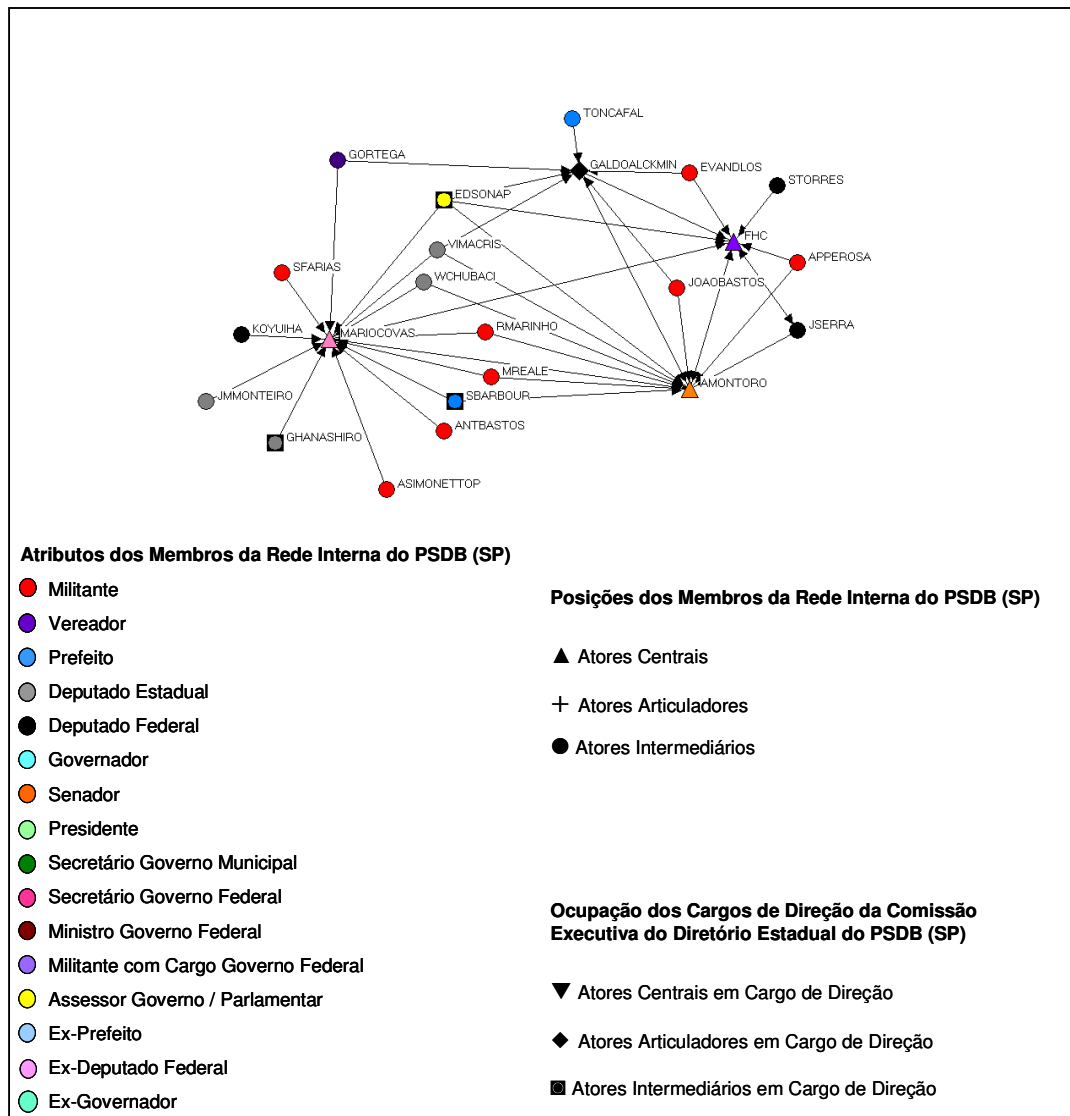 TONCAFAL
GORTEGA
GALDOALCKMIN
EVANDLOS
STORRES
EDSONAP
FHC
VIMACRIS
APPEROSA
SFARIAS
WCHUBACI
JOAOBASTOS
KOYUIHA
MARIOCOVAS
RMARINHO
JSERRA
MREALE
AMONTORO
JMMONTEIRO
SBARBOUR
GHANASHIRO
ANTBASTOS
ASIMONETTOP
Atributos dos Membros da Rede Interna do PSDB (SP)
Militante
Vereador
Prefeito
Deputado Estadual
Deputado Federal
Governador
Senador
Presidente
Secretário Governo Municipal
Secretário Governo Federal
Ministro Governo Federal
Militante com Cargo Governo Federal
Assessor Governo / Parlamentar
Ex-Prefeito
Ex-Deputado Federal
Ex-Governador
Posições dos Membros da Rede Interna do PSDB (SP)
Atores Centrais
Atores Articuladores
Atores Intermediários
Ocupação dos Cargos de Direção da Comissão
Executiva do Diretório Estadual do PSDB (SP)
Atores Centrais em Cargo de Direção
Atores Articuladores em Cargo de Direção
Atores Intermediários em Cargo de Direção